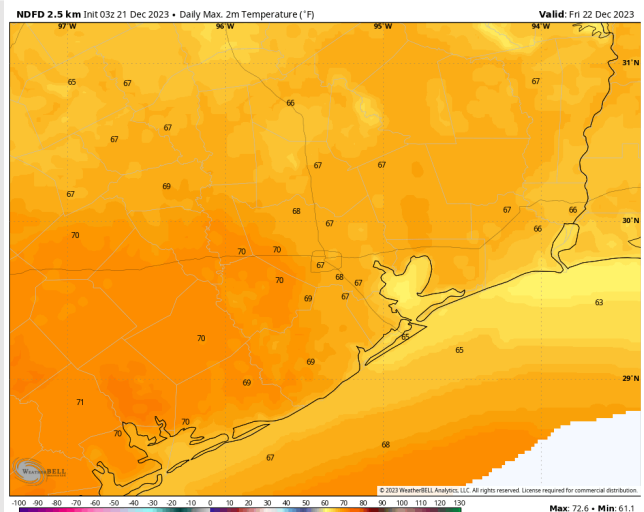 NDFD 2.5 km Init 03z 21 Dec 2023 • Daily Max. 2m Temperature (°F)
Valid: Fri 22 Dec 2023
97°W 96°W 95°W 94°W
31°N
65 67 67
66
67 67
67 67
67 69
68 67 66
67 66
70 30°N
70 70
67
70 68 67
69 67
63
70 65 65
69
69 29°N
71
70 70
68
67
WEATHERBELL
© 2023 WeatherBELL Analytics, LLC. All rights reserved. License required for commercial distribution.
-100 -90 -80 -70 -60 -50 -40 -30 -20 -10 0 10 20 30 40 50 60 70 80 90 100 110 120 130
Max: 72.6 • Min: 61.1